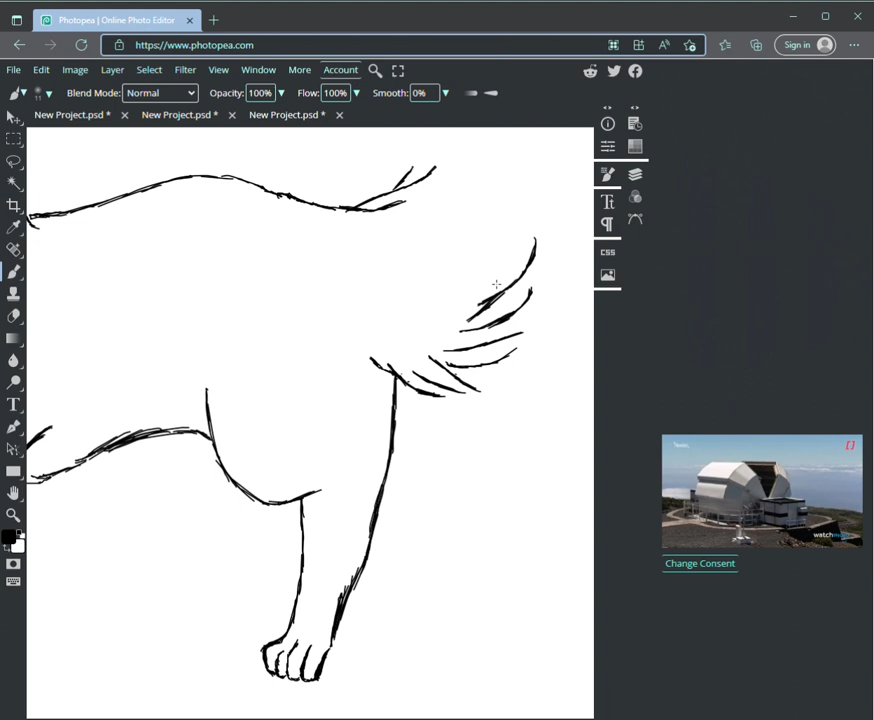 Photopea | Online Photo Editor
https://www.photopea.com
Sign in
File Edit Image Layer Select Filter View Window More Account
Blend Mode: Normal Opacity: 100% Flow: 100% Smooth: 0%
11
New Project.psd * New Project.psd * New Project.psd *
CSS
Change Consent